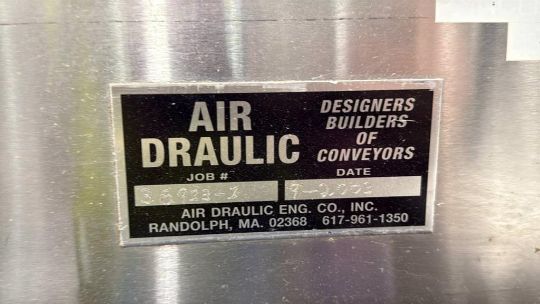 AIR
DRAULIC
DESIGNERS
BUILDERS
OF
CONVEYORS
JOB #
DATE
AIR DRAULIC ENG. CO., INC.
RANDOLPH, MA. 02368 617-961-1350